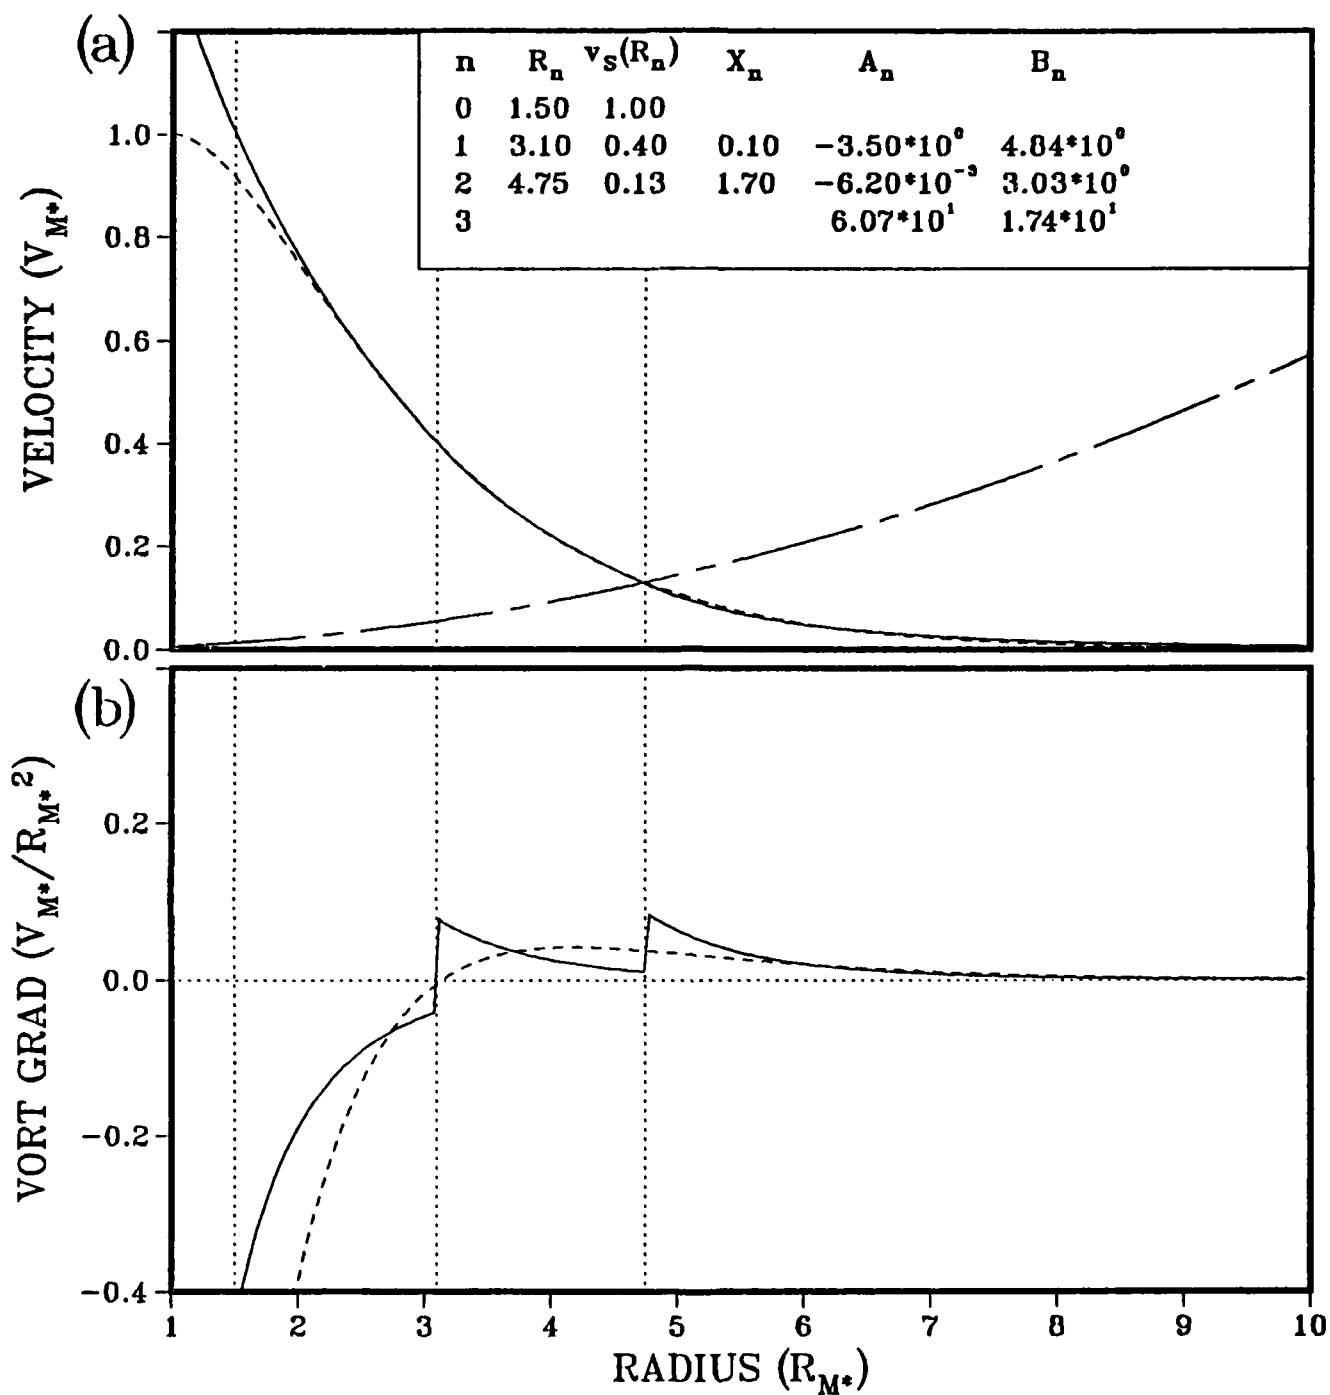 (a)
n R_n v_S(R_n) X_n A_n B_n
0 1.50 1.00
1 3.10 0.40 0.10 −3.50*10^0 4.84*10^0
2 4.75 0.13 1.70 −6.20*10^-3 3.03*10^0
3 6.07*10^1 1.74*10^1
VELOCITY (V_M*)
1.0
0.8
0.6
0.4
0.2
0.0
(b)
VORT GRAD (V_M*/R_M*^2)
0.2
0.0
−0.2
−0.4
1 2 3 4 5 6 7 8 9 10
RADIUS (R_M*)